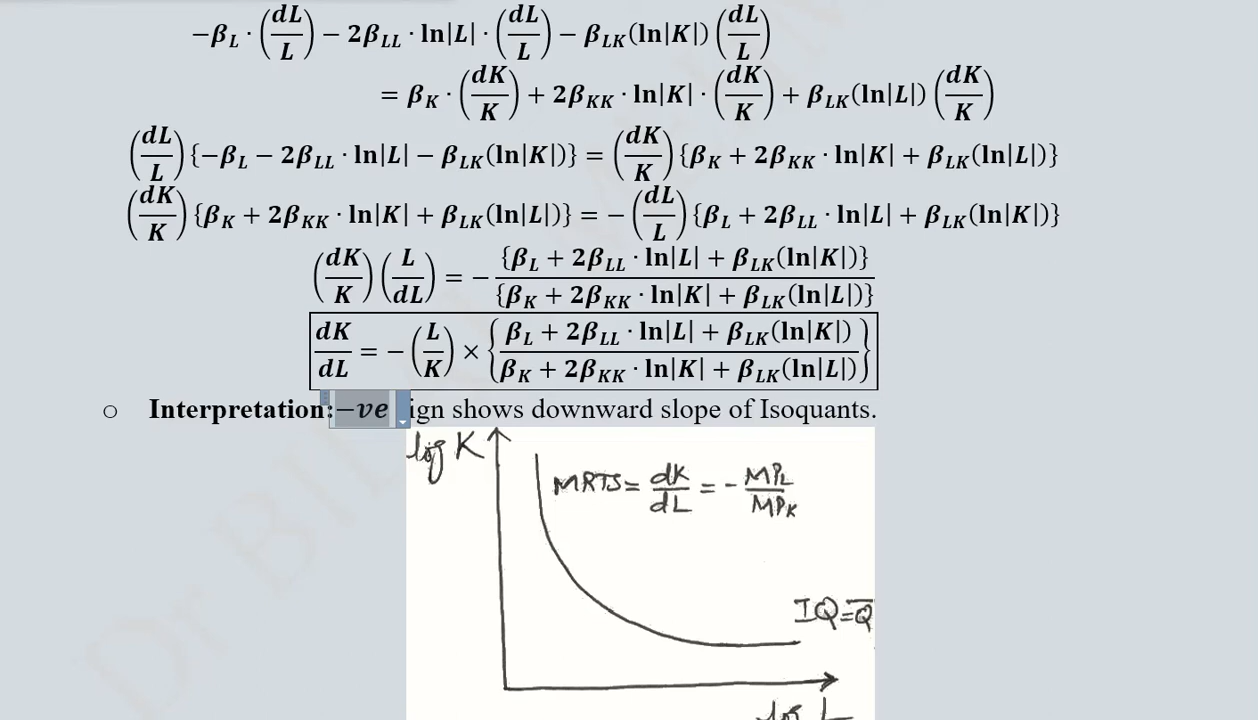 −β_L · (dL/L) − 2β_LL · ln|L| · (dL/L) − β_LK(ln|K|) (dL/L)
= β_K · (dK/K) + 2β_KK · ln|K| · (dK/K) + β_LK(ln|L|) (dK/K)
(dL/L) {−β_L − 2β_LL · ln|L| − β_LK(ln|K|)} = (dK/K) {β_K + 2β_KK · ln|K| + β_LK(ln|L|)}
(dK/K) {β_K + 2β_KK · ln|K| + β_LK(ln|L|)} = −(dL/L) {β_L + 2β_LL · ln|L| + β_LK(ln|K|)}
(dK/K) (L/dL) = − {β_L + 2β_LL · ln|L| + β_LK(ln|K|)} / {β_K + 2β_KK · ln|K| + β_LK(ln|L|)}
dK/dL = −(L/K) × {β_L + 2β_LL · ln|L| + β_LK(ln|K|) / β_K + 2β_KK · ln|K| + β_LK(ln|L|)}
○ Interpretation: −ve ign shows downward slope of Isoquants.
log K
MRTS = dK/dL = - MPL/MPK
IQ = Q̅
log L